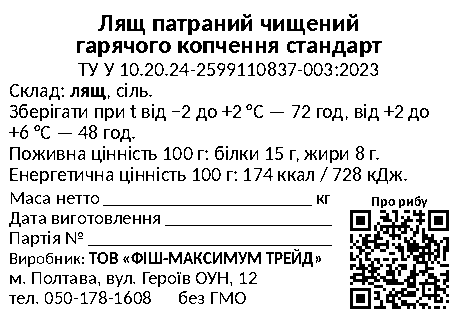 Лящ патраний чищений
гарячого копчення стандарт
ТУ У 10.20.24-2599110837-003:2023
Склад: лящ, сіль.
Зберігати при t від −2 до +2 °C — 72 год, від +2 до
+6 °C — 48 год.
Поживна цінність 100 г: білки 15 г, жири 8 г.
Енергетична цінність 100 г: 174 ккал / 728 кДж.
Маса нетто ______________________ кг
Про рибу
Дата виготовлення __________________
Партія № __________________________
Виробник: ТОВ «ФІШ-МАКСИМУМ ТРЕЙД»
м. Полтава, вул. Героїв ОУН, 12
тел. 050-178-1608 без ГМО